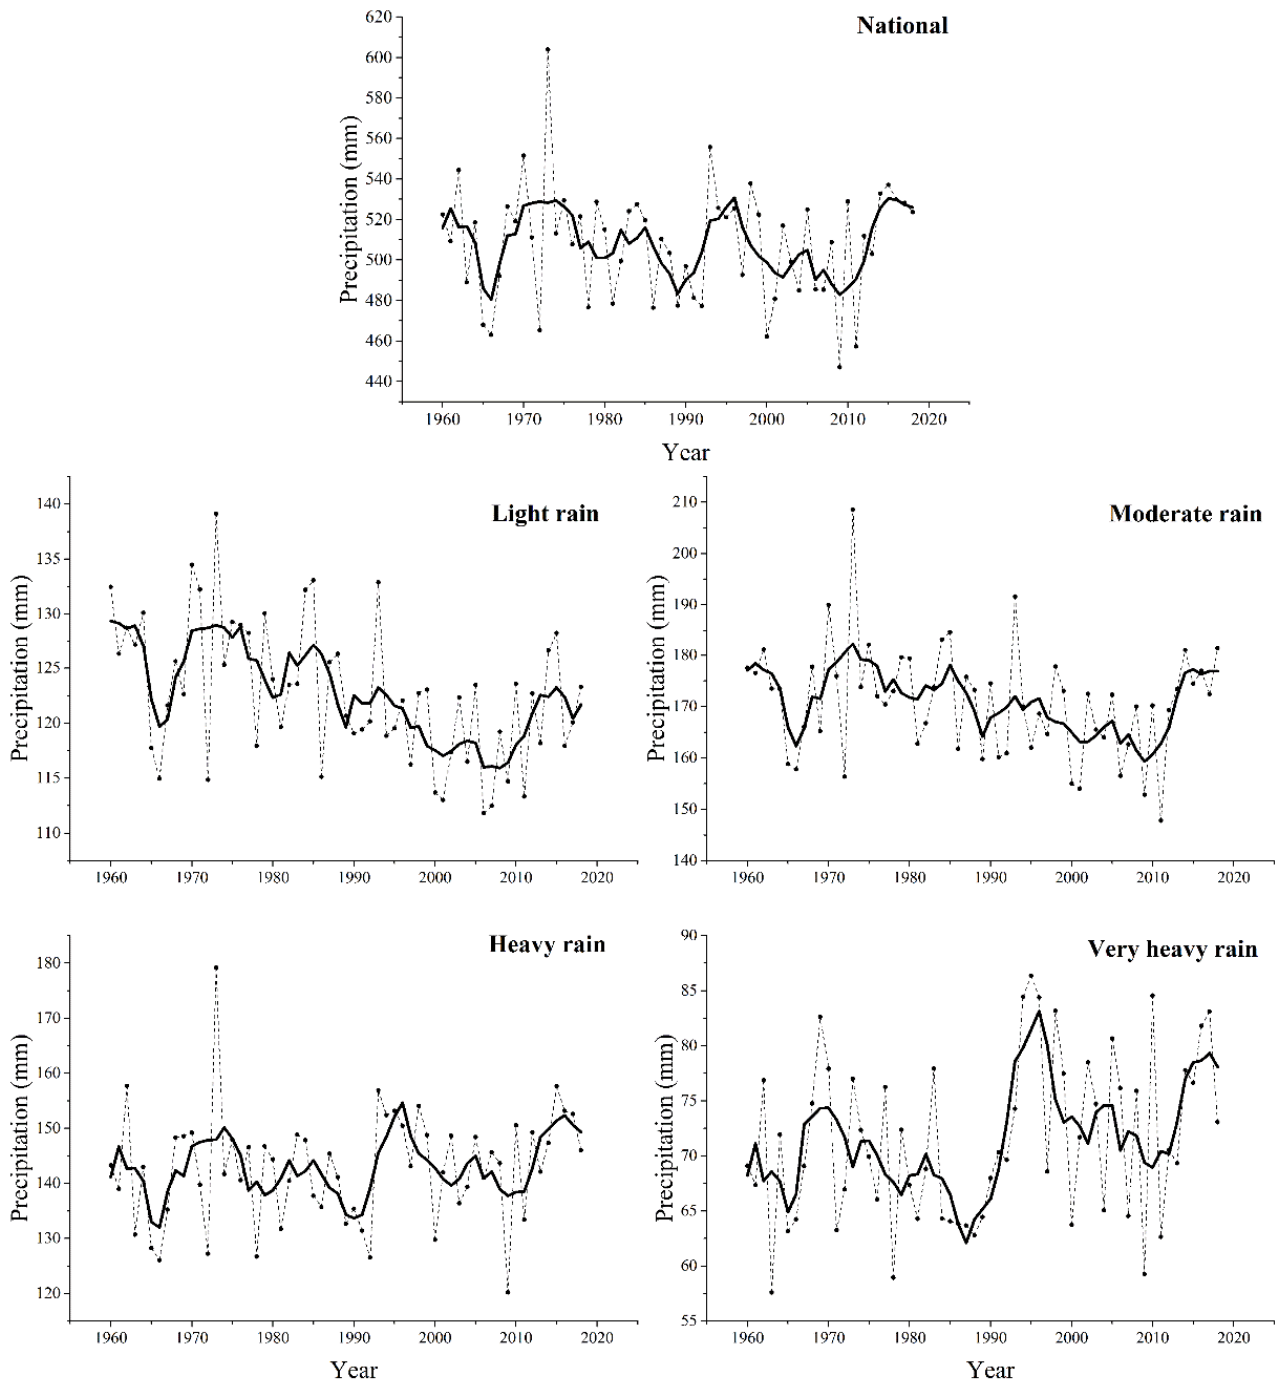 National
Precipitation (mm)
620
600
580
560
540
520
500
480
460
440
1960 1970 1980 1990 2000 2010 2020
Year
Light rain
Precipitation (mm)
140
135
130
125
120
115
110
1960 1970 1980 1990 2000 2010 2020
Moderate rain
Precipitation (mm)
210
200
190
180
170
160
150
140
1960 1970 1980 1990 2000 2010 2020
Heavy rain
Precipitation (mm)
180
170
160
150
140
130
120
1960 1970 1980 1990 2000 2010 2020
Year
Very heavy rain
Precipitation (mm)
90
85
80
75
70
65
60
55
1960 1970 1980 1990 2000 2010 2020
Year